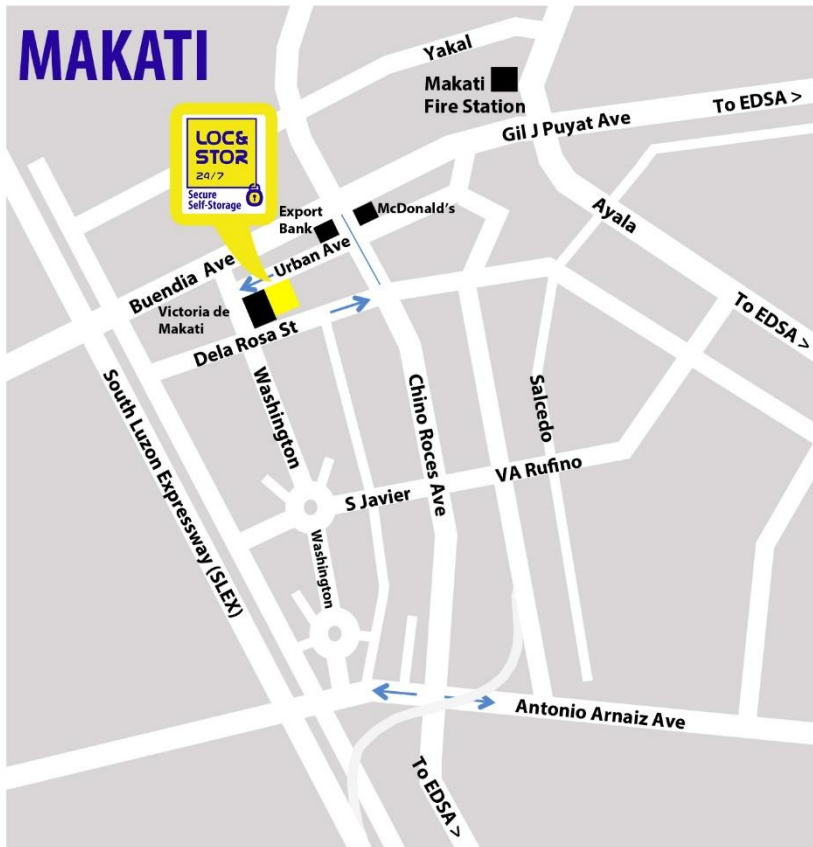 MAKATI
Yakal
Makati
Fire Station
To EDSA >
Gil J Puyat Ave
LOC&
STOR
24/7
Secure
Self-Storage
Export
Bank
McDonald's
Ayala
Urban Ave
Buendia Ave
Victoria de
Makati
Dela Rosa St
To EDSA >
Washington
South Luzon Expressway (SLEX)
Chino Roces Ave
Salcedo
VA Rufino
S Javier
Washington
Antonio Arnaiz Ave
To EDSA >